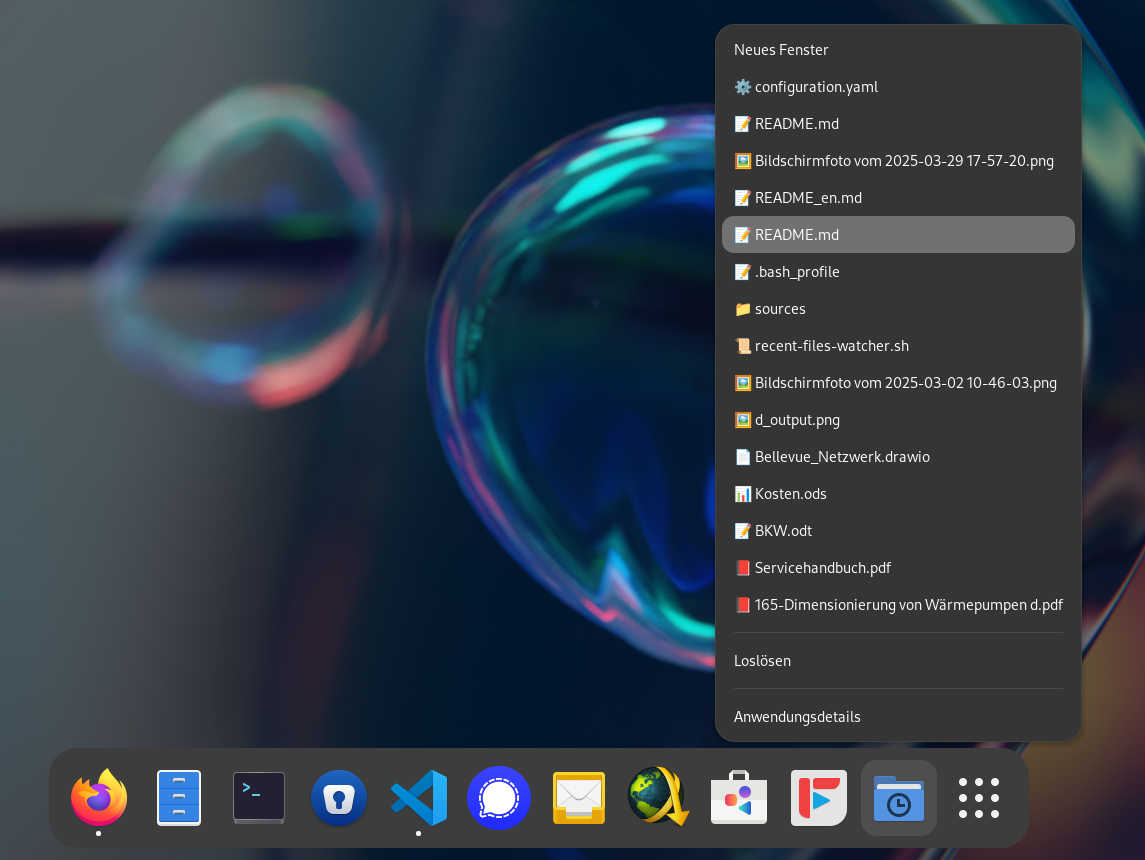 Neues Fenster
configuration.yaml
README.md
Bildschirmfoto vom 2025-03-29 17-57-20.png
README_en.md
README.md
.bash_profile
sources
recent-files-watcher.sh
Bildschirmfoto vom 2025-03-02 10-46-03.png
d_output.png
Bellevue_Netzwerk.drawio
Kosten.ods
BKW.odt
Servicehandbuch.pdf
165-Dimensionierung von Wärmepumpen d.pdf
Loslösen
Anwendungsdetails
>_